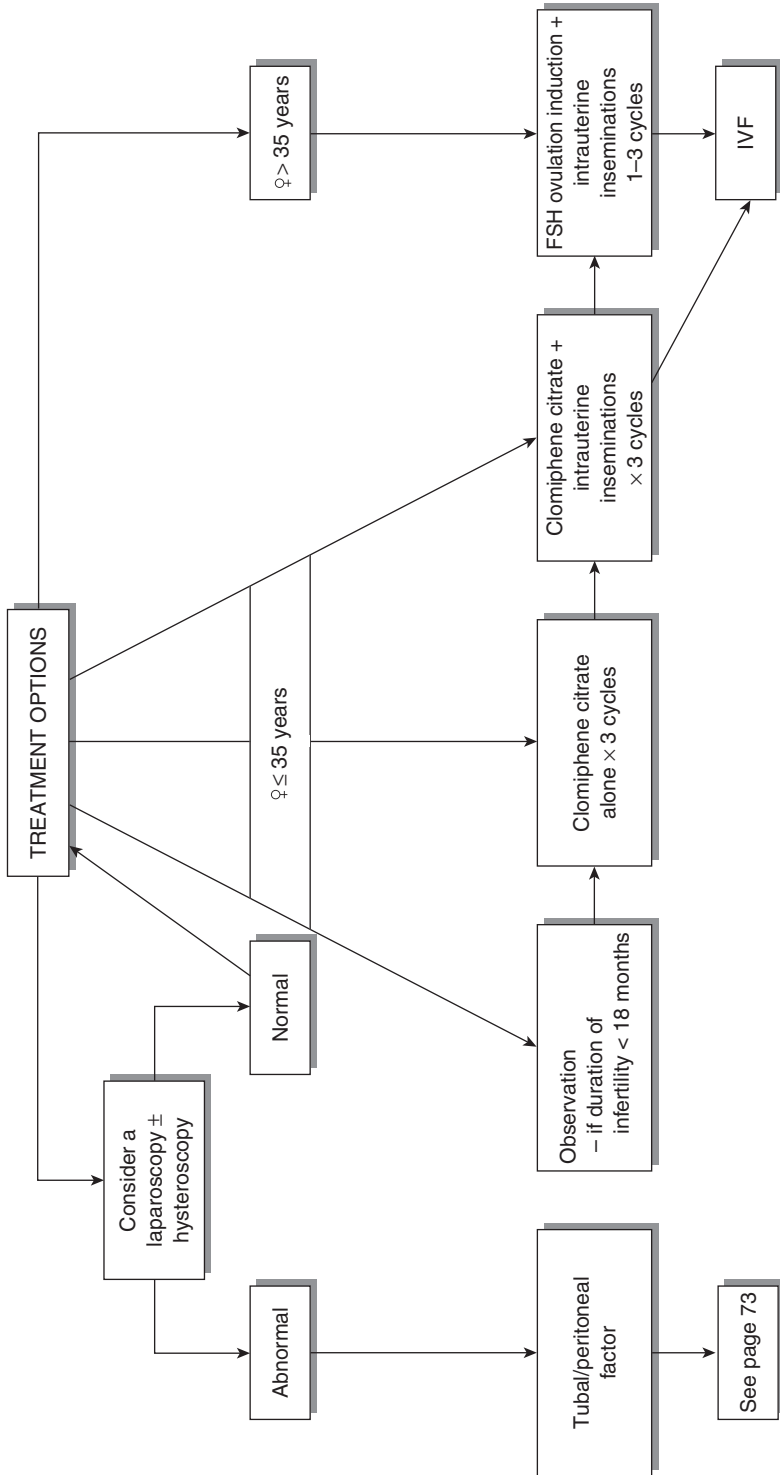 TREATMENT OPTIONS
Consider a
laparoscopy ±
hysteroscopy
Abnormal
Normal
♀ ≤ 35 years
♀ > 35 years
Tubal/peritoneal
factor
Observation
– if duration of
infertility < 18 months
Clomiphene citrate
alone × 3 cycles
Clomiphene citrate +
intrauterine
inseminations
× 3 cycles
FSH ovulation induction +
intrauterine
inseminations
1–3 cycles
See page 73
IVF